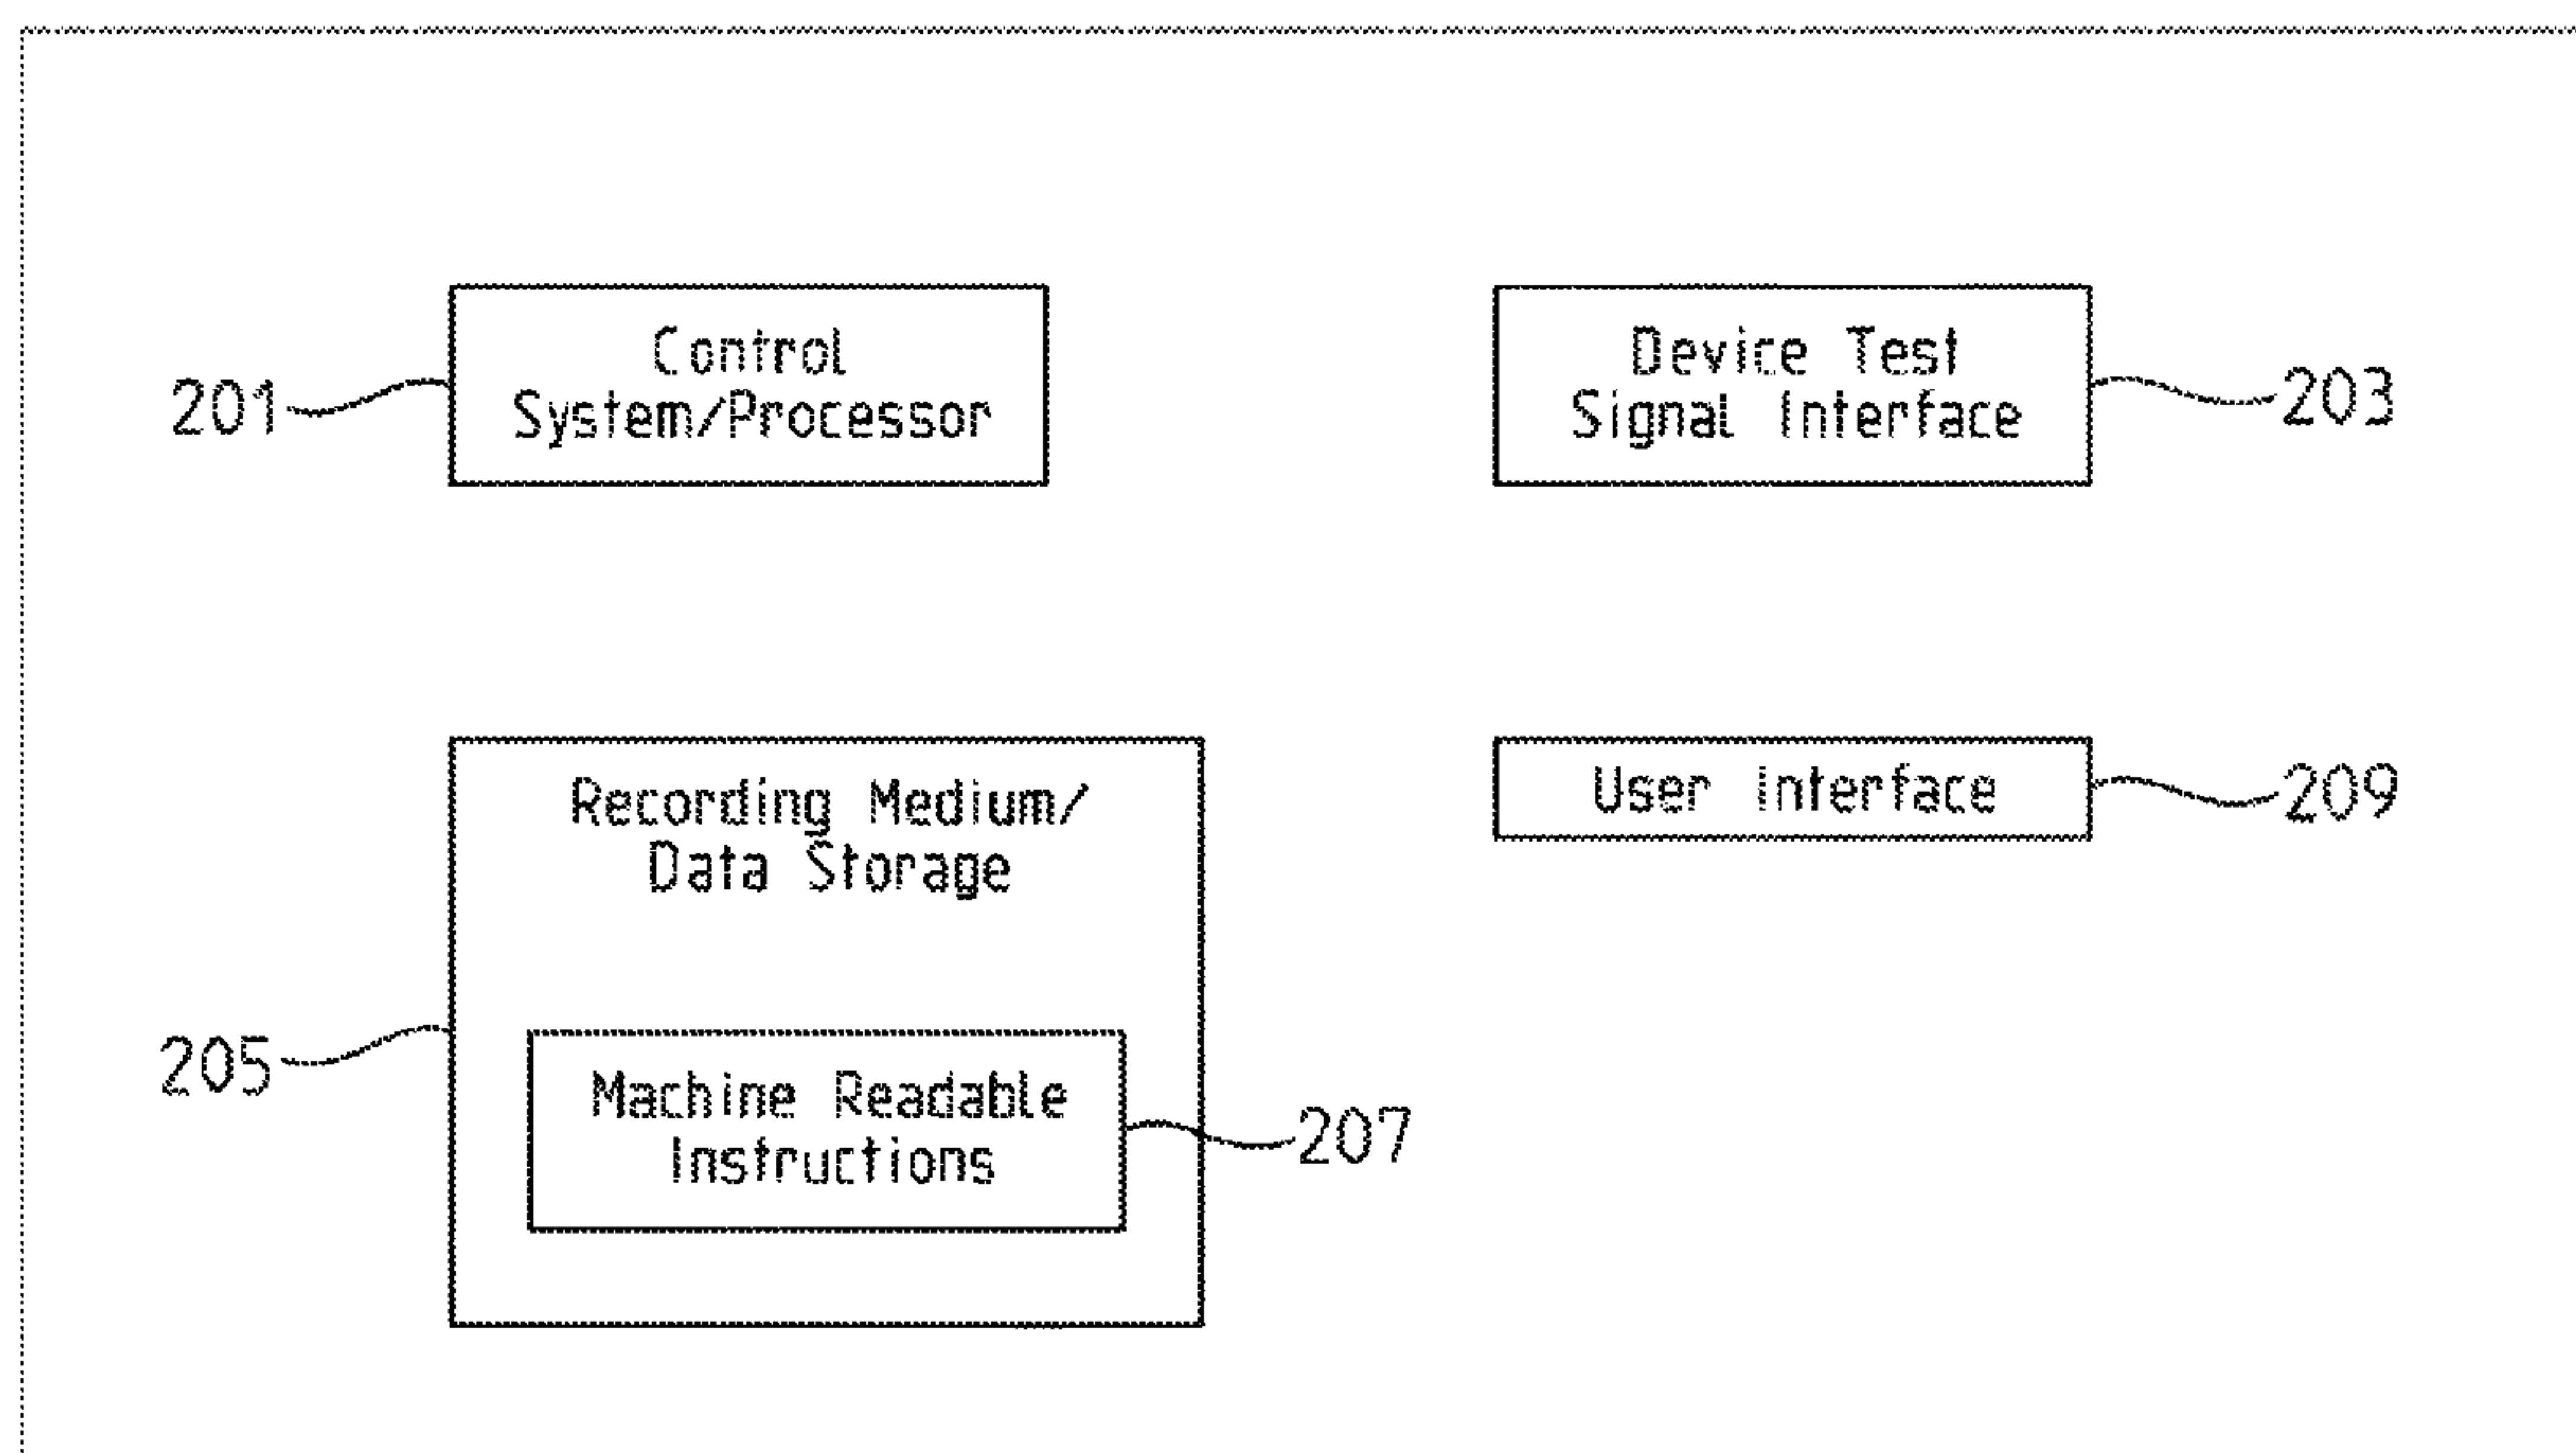 Control
System/Processor
201
Device Test
Signal Interface
203
Recording Medium/
Data Storage
205
Machine Readable
Instructions
207
User Interface
209